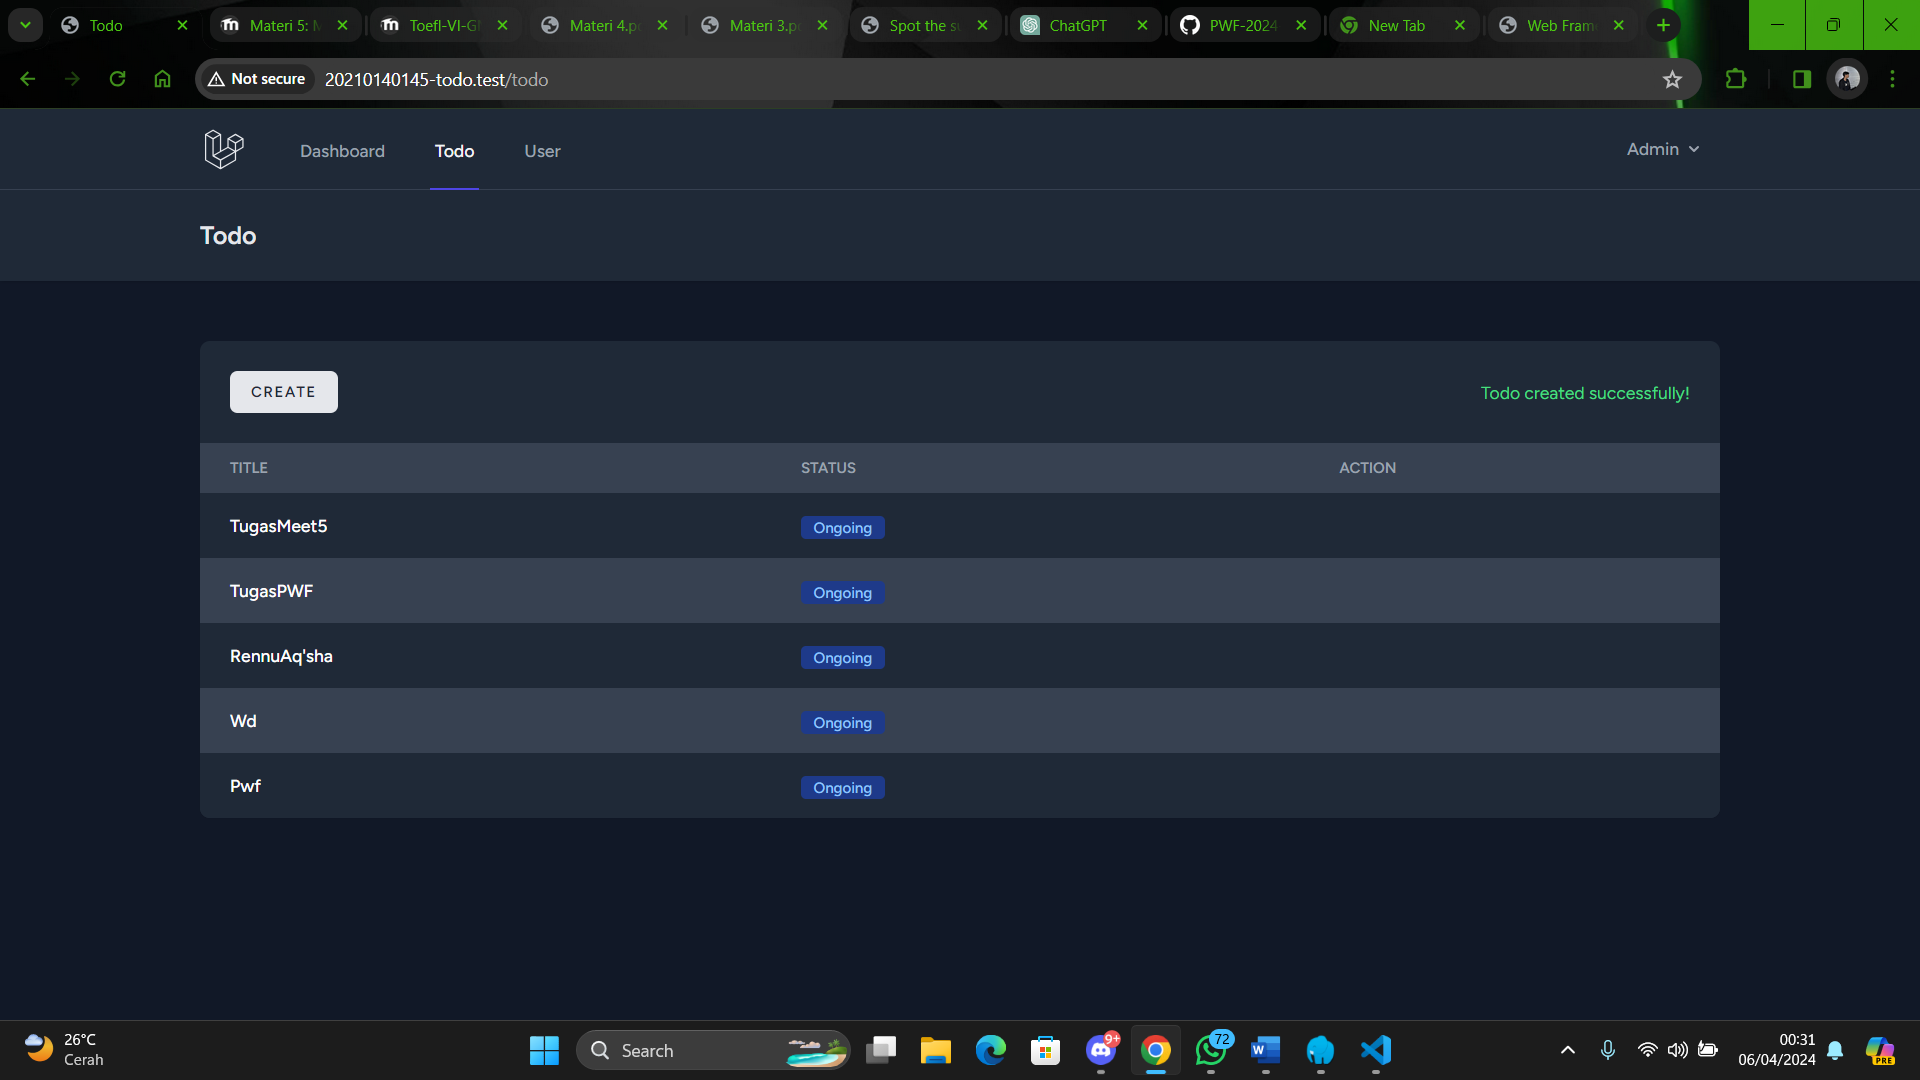 Todo
Materi 5:
Toefl-VI-G
Materi 4.p
Materi 3.p
Spot the s
ChatGPT
PWF-2024
New Tab
Web Fram
Not secure
20210140145-todo.test/todo
Dashboard
Todo
User
Admin
Todo
CREATE
Todo created successfully!
TITLE STATUS ACTION
TugasMeet5 Ongoing
TugasPWF Ongoing
RennuAq'sha Ongoing
Wd Ongoing
Pwf Ongoing
26°C
Cerah
Search
9+
72
00:31
06/04/2024
PRE